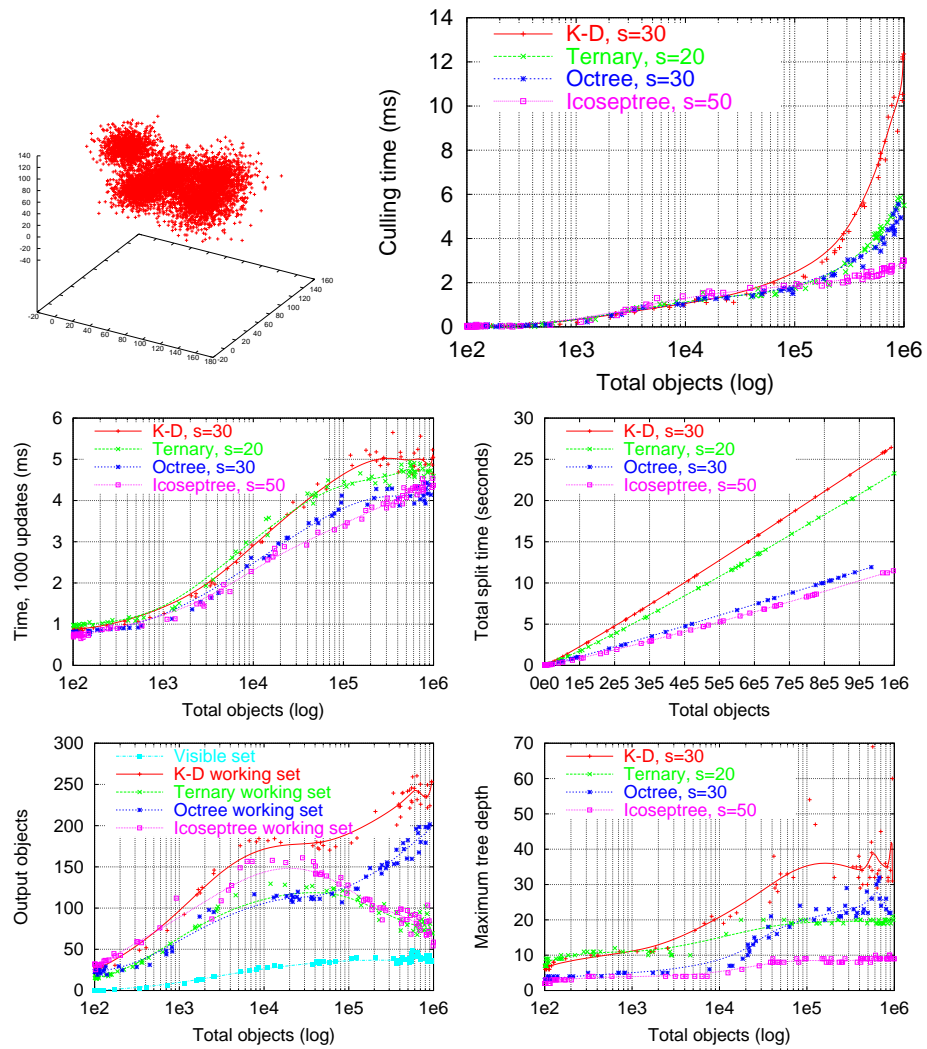 140
120
100
80
60
40
20
0
-20
-40
-20
0
20
40
60
80
100
120
140
160
180
-20
0
20
40
60
80
100
120
140
160
K-D, s=30
Ternary, s=20
Octree, s=30
Icoseptree, s=50
Culling time (ms)
14
12
10
8
6
4
2
0
1e2
1e3
1e4
1e5
1e6
Total objects (log)
K-D, s=30
Ternary, s=20
Octree, s=30
Icoseptree, s=50
Time, 1000 updates (ms)
6
5
4
3
2
1
0
1e2
1e3
1e4
1e5
1e6
Total objects (log)
K-D, s=30
Ternary, s=20
Octree, s=30
Icoseptree, s=50
Total split time (seconds)
30
25
20
15
10
5
0
0e0
1e5
2e5
3e5
4e5
5e5
6e5
7e5
8e5
9e5
1e6
Total objects
Visible set
K-D working set
Ternary working set
Octree working set
Icoseptree working set
Output objects
300
250
200
150
100
50
0
1e2
1e3
1e4
1e5
1e6
Total objects (log)
K-D, s=30
Ternary, s=20
Octree, s=30
Icoseptree, s=50
Maximum tree depth
70
60
50
40
30
20
10
0
1e2
1e3
1e4
1e5
1e6
Total objects (log)